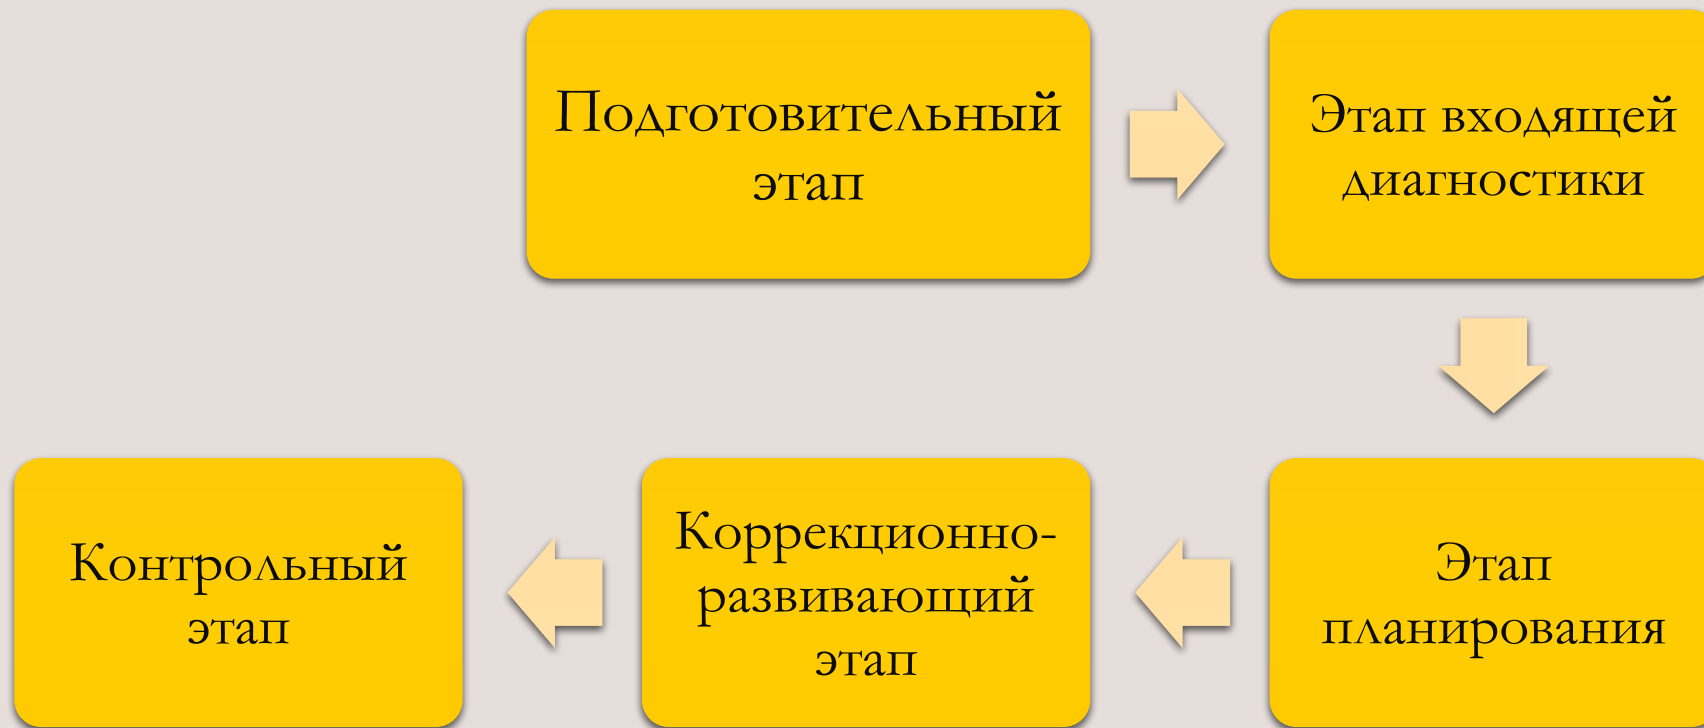 Подготовительный
этап
Этап входящей
диагностики
Этап
планирования
Коррекционно-
развивающий
этап
Контрольный
этап